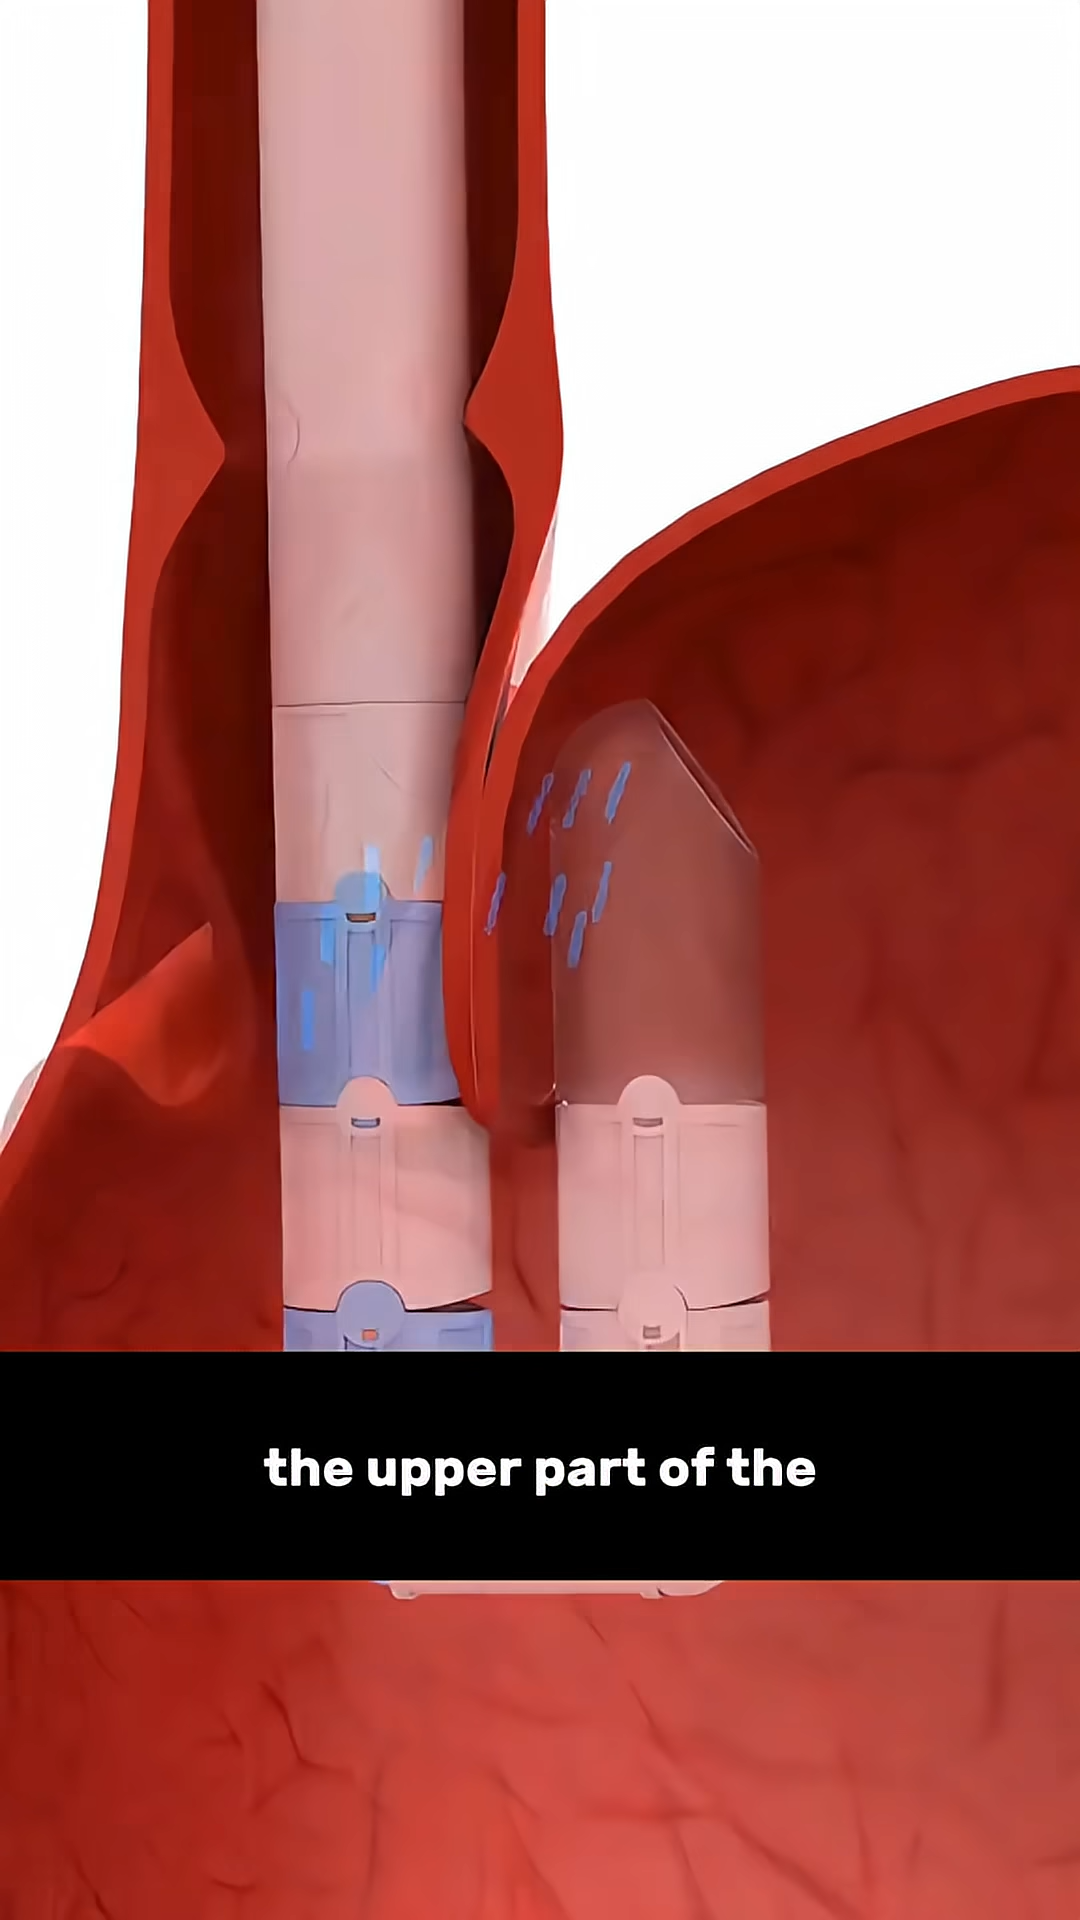 the upper part of the